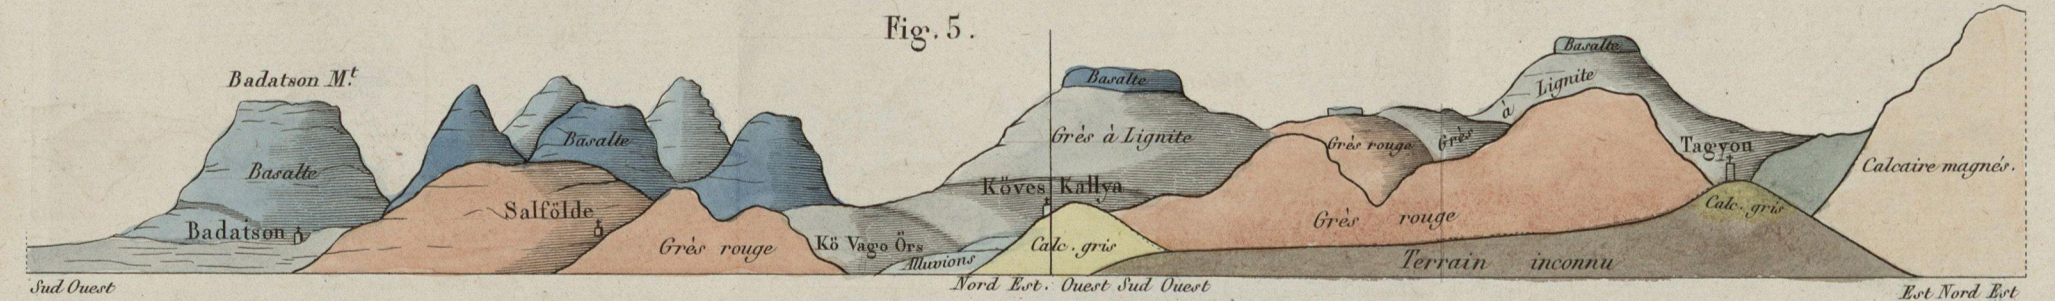 Fig. 5.
Badatson M.t
Basalte
Basalte
Basalte
Basalte
Grès à Lignite
Grès rouge
Grès
à
Lignite
Tagyon
Calcaire magnés.
Köves Kallya
Salfölde
Badatson
Grès rouge
Kö Vago Örs
Alluvions
Calc. gris
Grès rouge
Calc. gris
Terrain inconnu
Sud Ouest
Nord Est. Ouest Sud Ouest
Est Nord Est